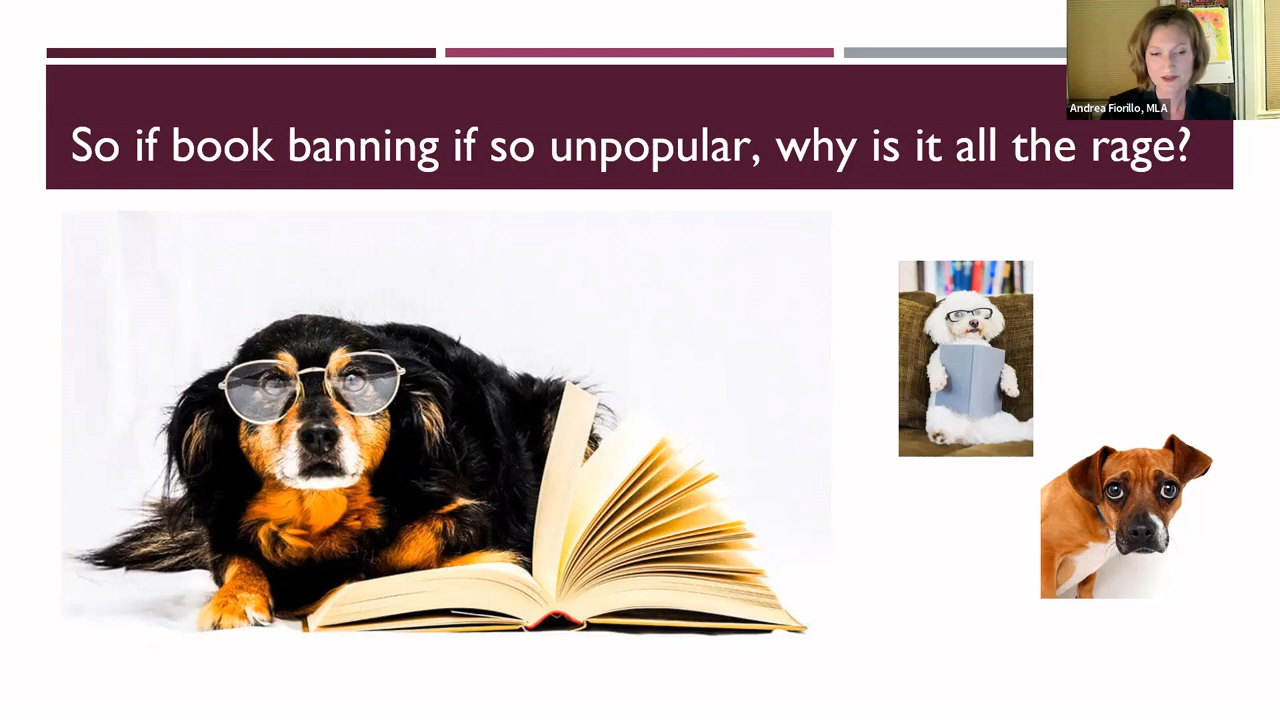 Andrea Fiorillo, MLA
So if book banning if so unpopular, why is it all the rage?